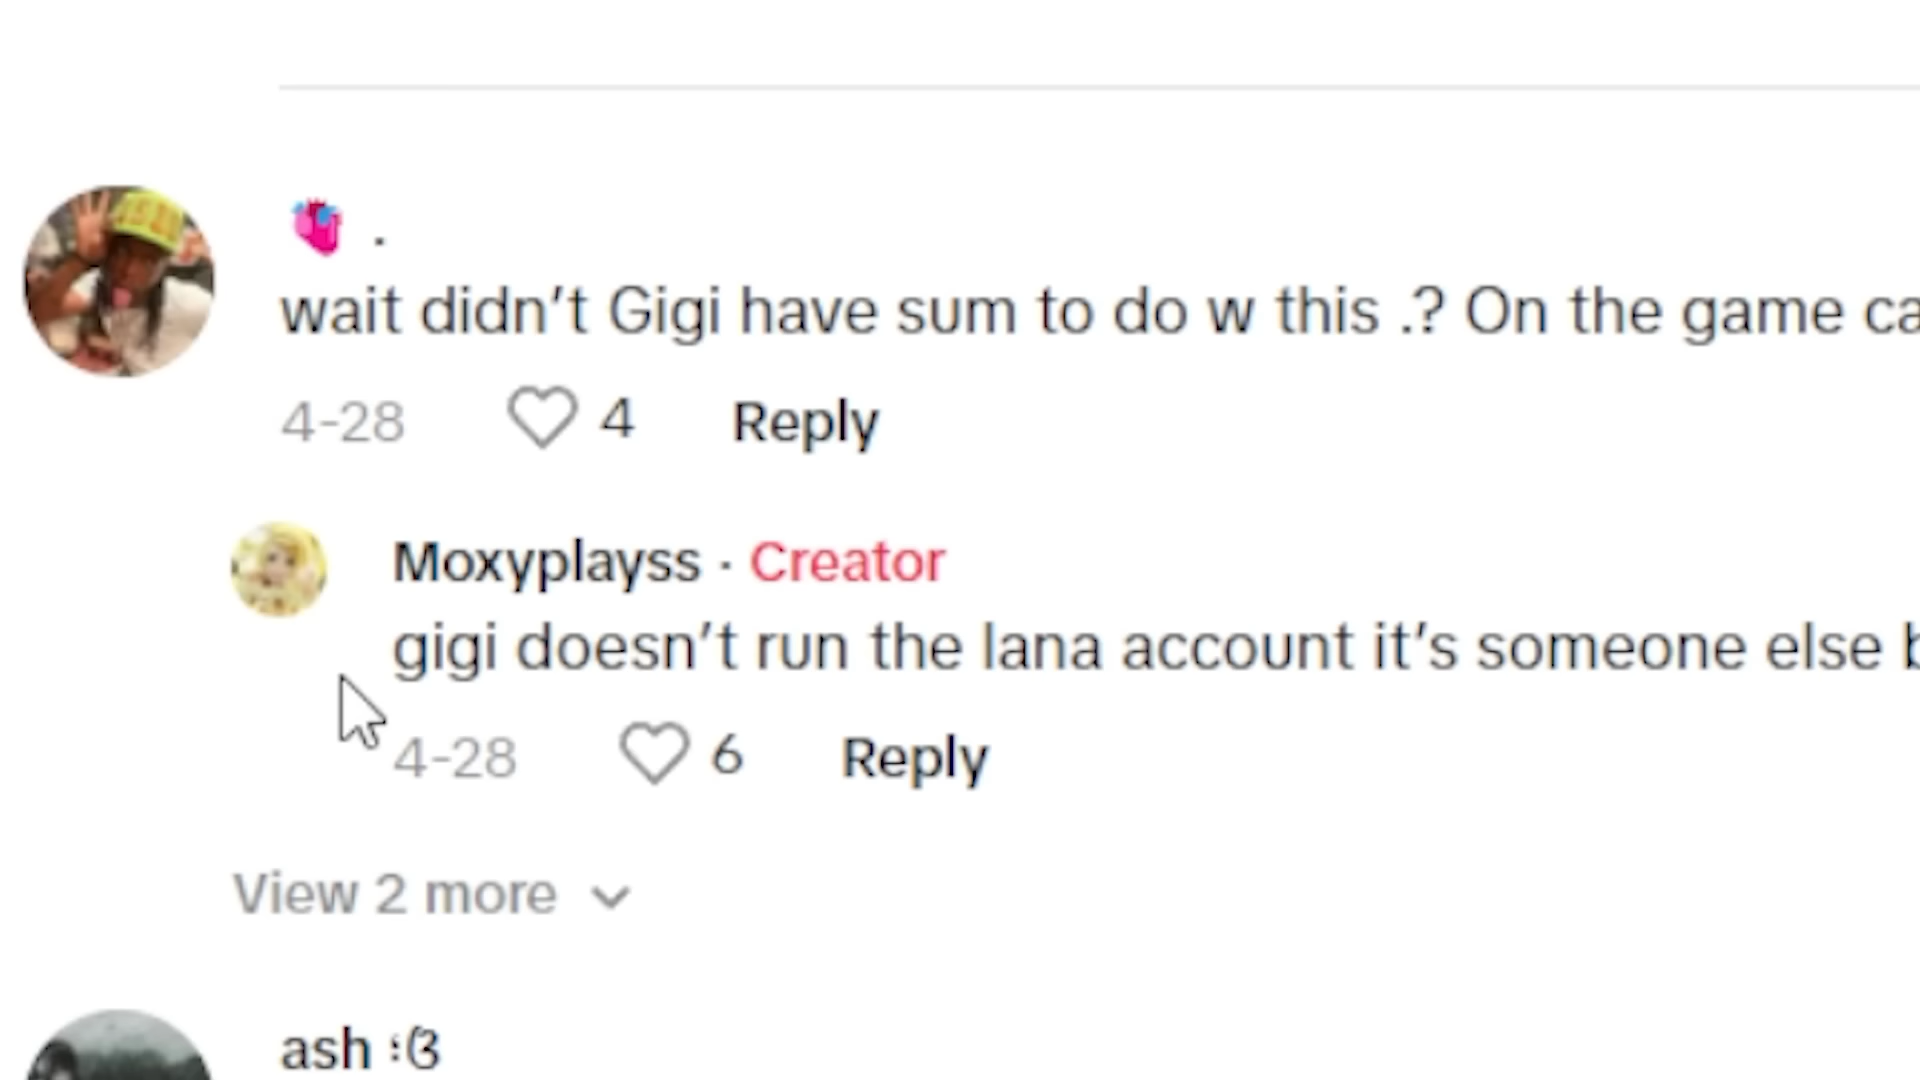 🫀 .
wait didn’t Gigi have sum to do w this .? On the game ca
4-28 4 Reply
Moxyplayss · Creator
gigi doesn’t run the lana account it’s someone else b
4-28 6 Reply
View 2 more
ash